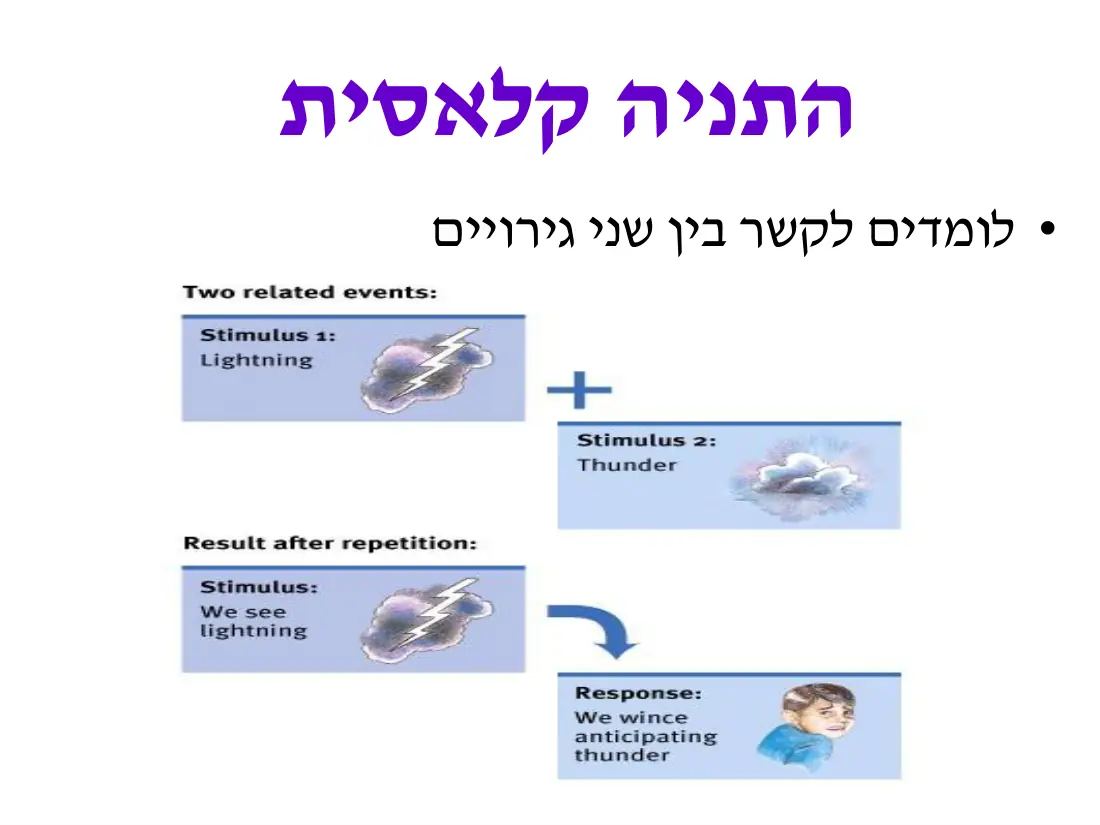 התניה קלאסית
• לומדים לקשר בין שני גירויים
Two related events:
Stimulus 1:
Lightning
Stimulus 2:
Thunder
Result after repetition:
Stimulus:
We see
lightning
Response:
We wince
anticipating
thunder